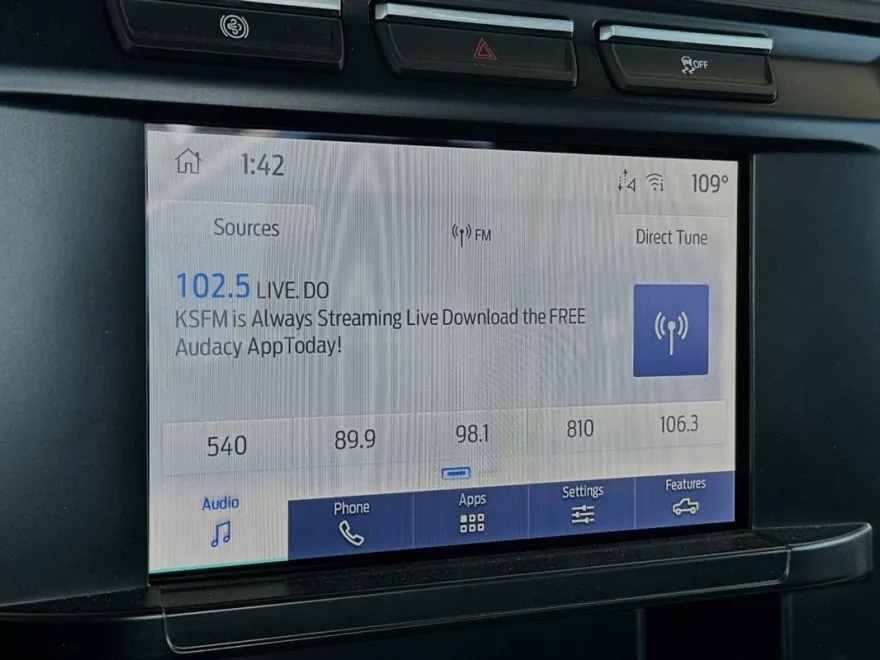 OFF
1:42
109°
Sources
FM
Direct Tune
102.5 LIVE. DO
KSFM is Always Streaming Live Download the FREE
Audacy AppToday!
540 89.9 98.1 810 106.3
Audio Phone Apps Settings Features